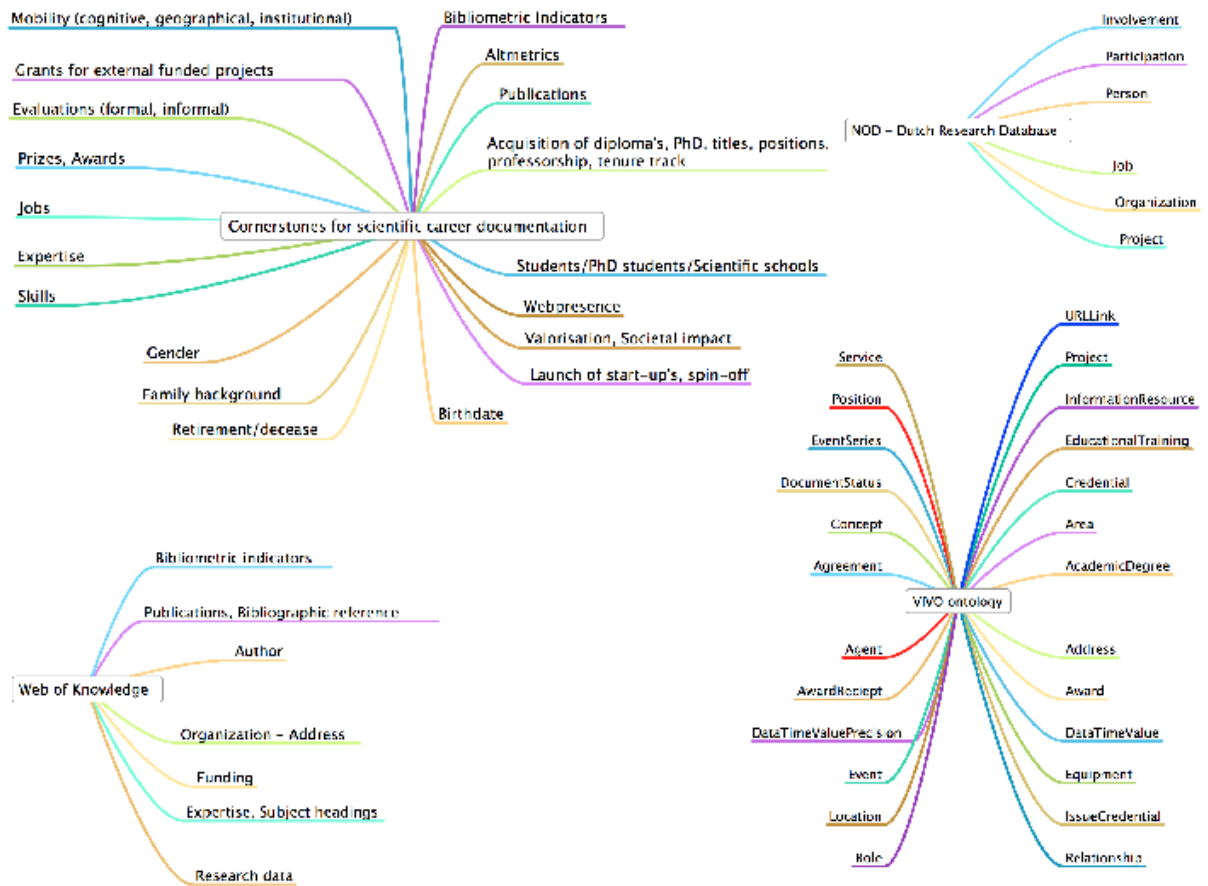 Mobility (cognitive, geographical, institutional)
Grants for external funded projects
Evaluations (formal, informal)
Prizes, Awards
Jobs
Expertise
Skills
Gender
Family background
Retirement/decease
Bibliometric Indicators
Altmetrics
Publications
Acquisition of diploma's, PhD, titles, positions,
professorship, tenure track
Cornerstones for scientific career documentation
Students/PhD students/Scientific schools
Webpresence
Valorisation, Societal impact
Launch of start-up's, spin-off
Birthdate
Involvement
Participation
Person
NOD - Dutch Research Database
Job
Organization
Project
Bibliometric indicators
Publications, Bibliographic reference
Author
Web of Knowledge
Organization - Address
Funding
Expertise, Subject headings
Research data
Service
Position
EventSeries
DocumentStatus
Concept
Agreement
Agent
AwardReciept
DataTimeValuePrecision
Event
Location
Role
VIVO ontology
URLLink
Project
InformationResource
EducationalTraining
Credential
Area
AcademicDegree
Address
Award
DataTimeValue
Equipment
IssueCredential
Relationship